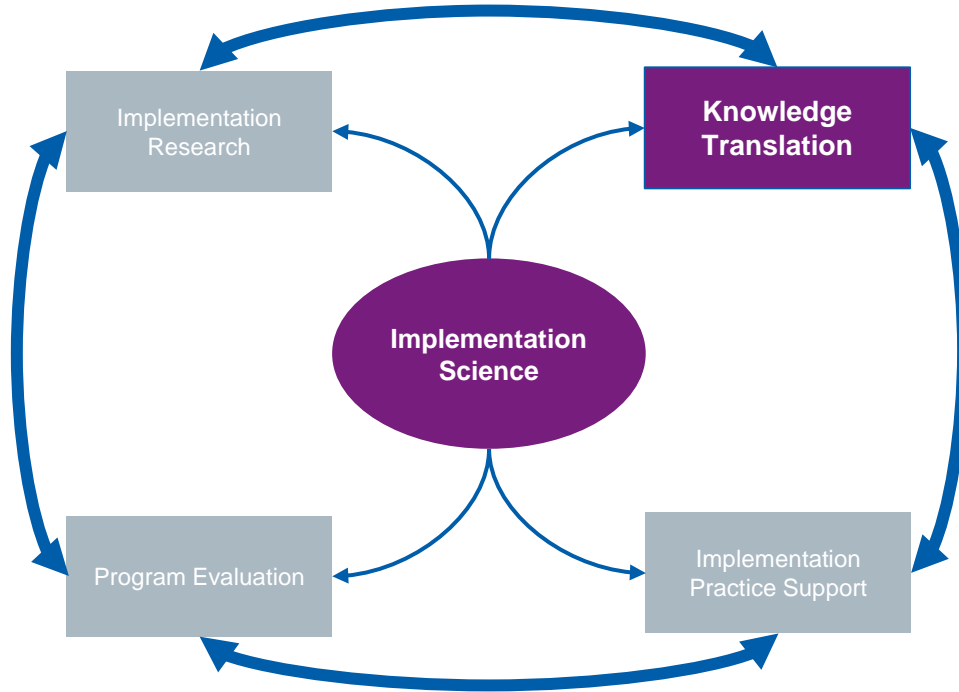 Implementation
Research
Knowledge
Translation
Implementation
Science
Program Evaluation
Implementation
Practice Support